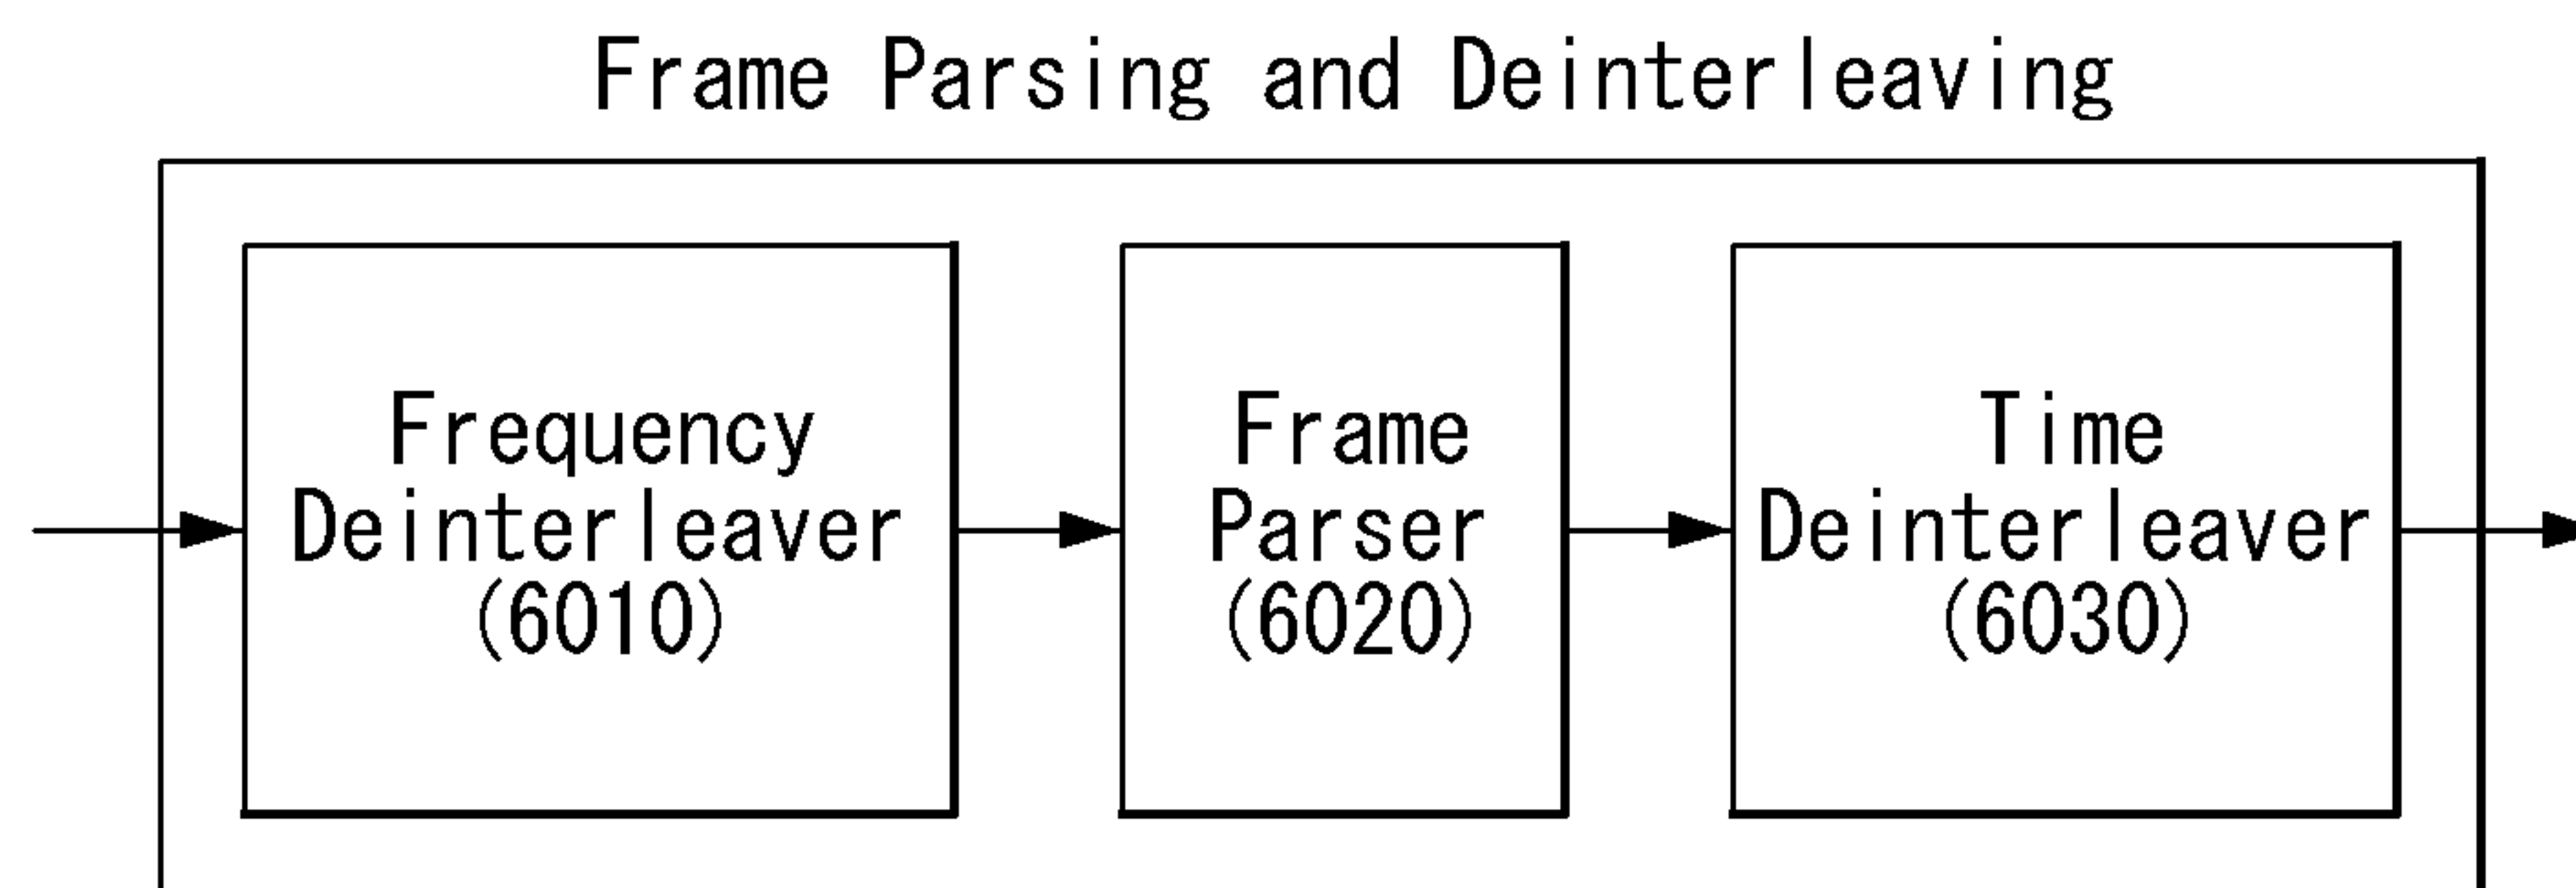 Frame Parsing and Deinterleaving
Frequency
Deinterleaver
(6010)
Frame
Parser
(6020)
Time
Deinterleaver
(6030)